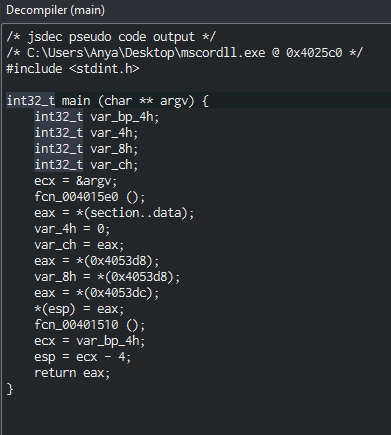 Decompiler (main)
/* jsdec pseudo code output */
/* C:\Users\Anya\Desktop\mscordll.exe @ 0x4025c0 */
#include <stdint.h>
int32_t main (char ** argv) {
int32_t var_bp_4h;
int32_t var_4h;
int32_t var_8h;
int32_t var_ch;
ecx = &argv;
fcn_004015e0 ();
eax = *(section..data);
var_4h = 0;
var_ch = eax;
eax = *(0x4053d8);
var_8h = *(0x4053d8);
eax = *(0x4053dc);
*(esp) = eax;
fcn_00401510 ();
ecx = var_bp_4h;
esp = ecx - 4;
return eax;
}